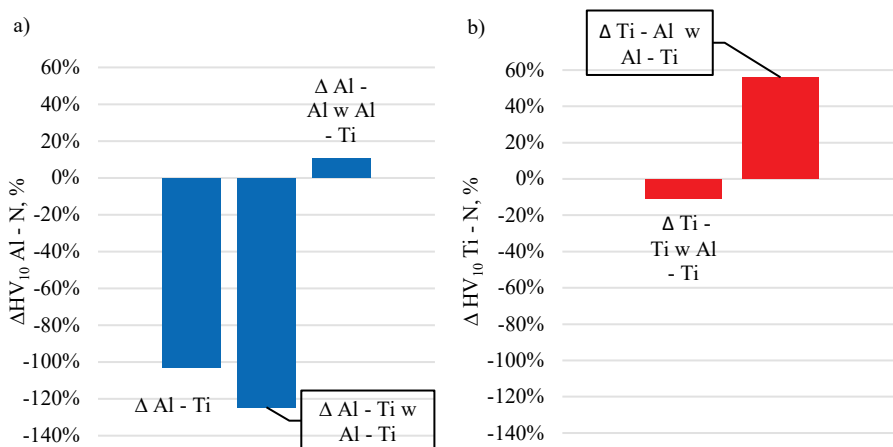 a)
60%
40%
20%
0%
-20%
-40%
-60%
-80%
-100%
-120%
-140%
ΔHV₁₀ Al - N, %
Δ Al -
Al w Al
- Ti
Δ Al - Ti
Δ Al - Ti w
Al - Ti
b)
60%
40%
20%
0%
-20%
-40%
-60%
-80%
-100%
-120%
-140%
Δ HV₁₀ Ti - N, %
Δ Ti - Al w
Al - Ti
Δ Ti -
Ti w Al
- Ti